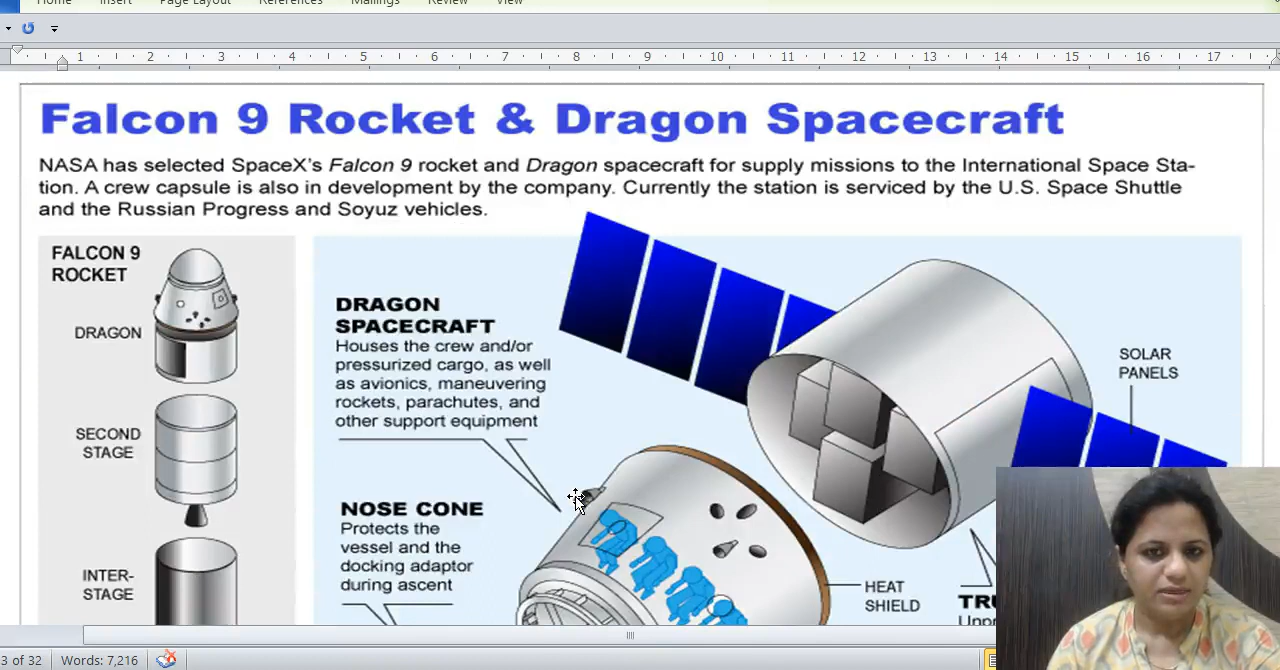 Home Insert Page Layout References Mailings Review View
1 2 3 4 5 6 7 8 9 10 11 12 13 14 15 16 17
Falcon 9 Rocket & Dragon Spacecraft
NASA has selected SpaceX's Falcon 9 rocket and Dragon spacecraft for supply missions to the International Space Sta-
tion. A crew capsule is also in development by the company. Currently the station is serviced by the U.S. Space Shuttle
and the Russian Progress and Soyuz vehicles.
FALCON 9
ROCKET
DRAGON
SECOND
STAGE
INTER-
STAGE
DRAGON
SPACECRAFT
Houses the crew and/or
pressurized cargo, as well
as avionics, maneuvering
rockets, parachutes, and
other support equipment
NOSE CONE
Protects the
vessel and the
docking adaptor
during ascent
SOLAR
PANELS
HEAT
SHIELD
3 of 32 Words: 7,216